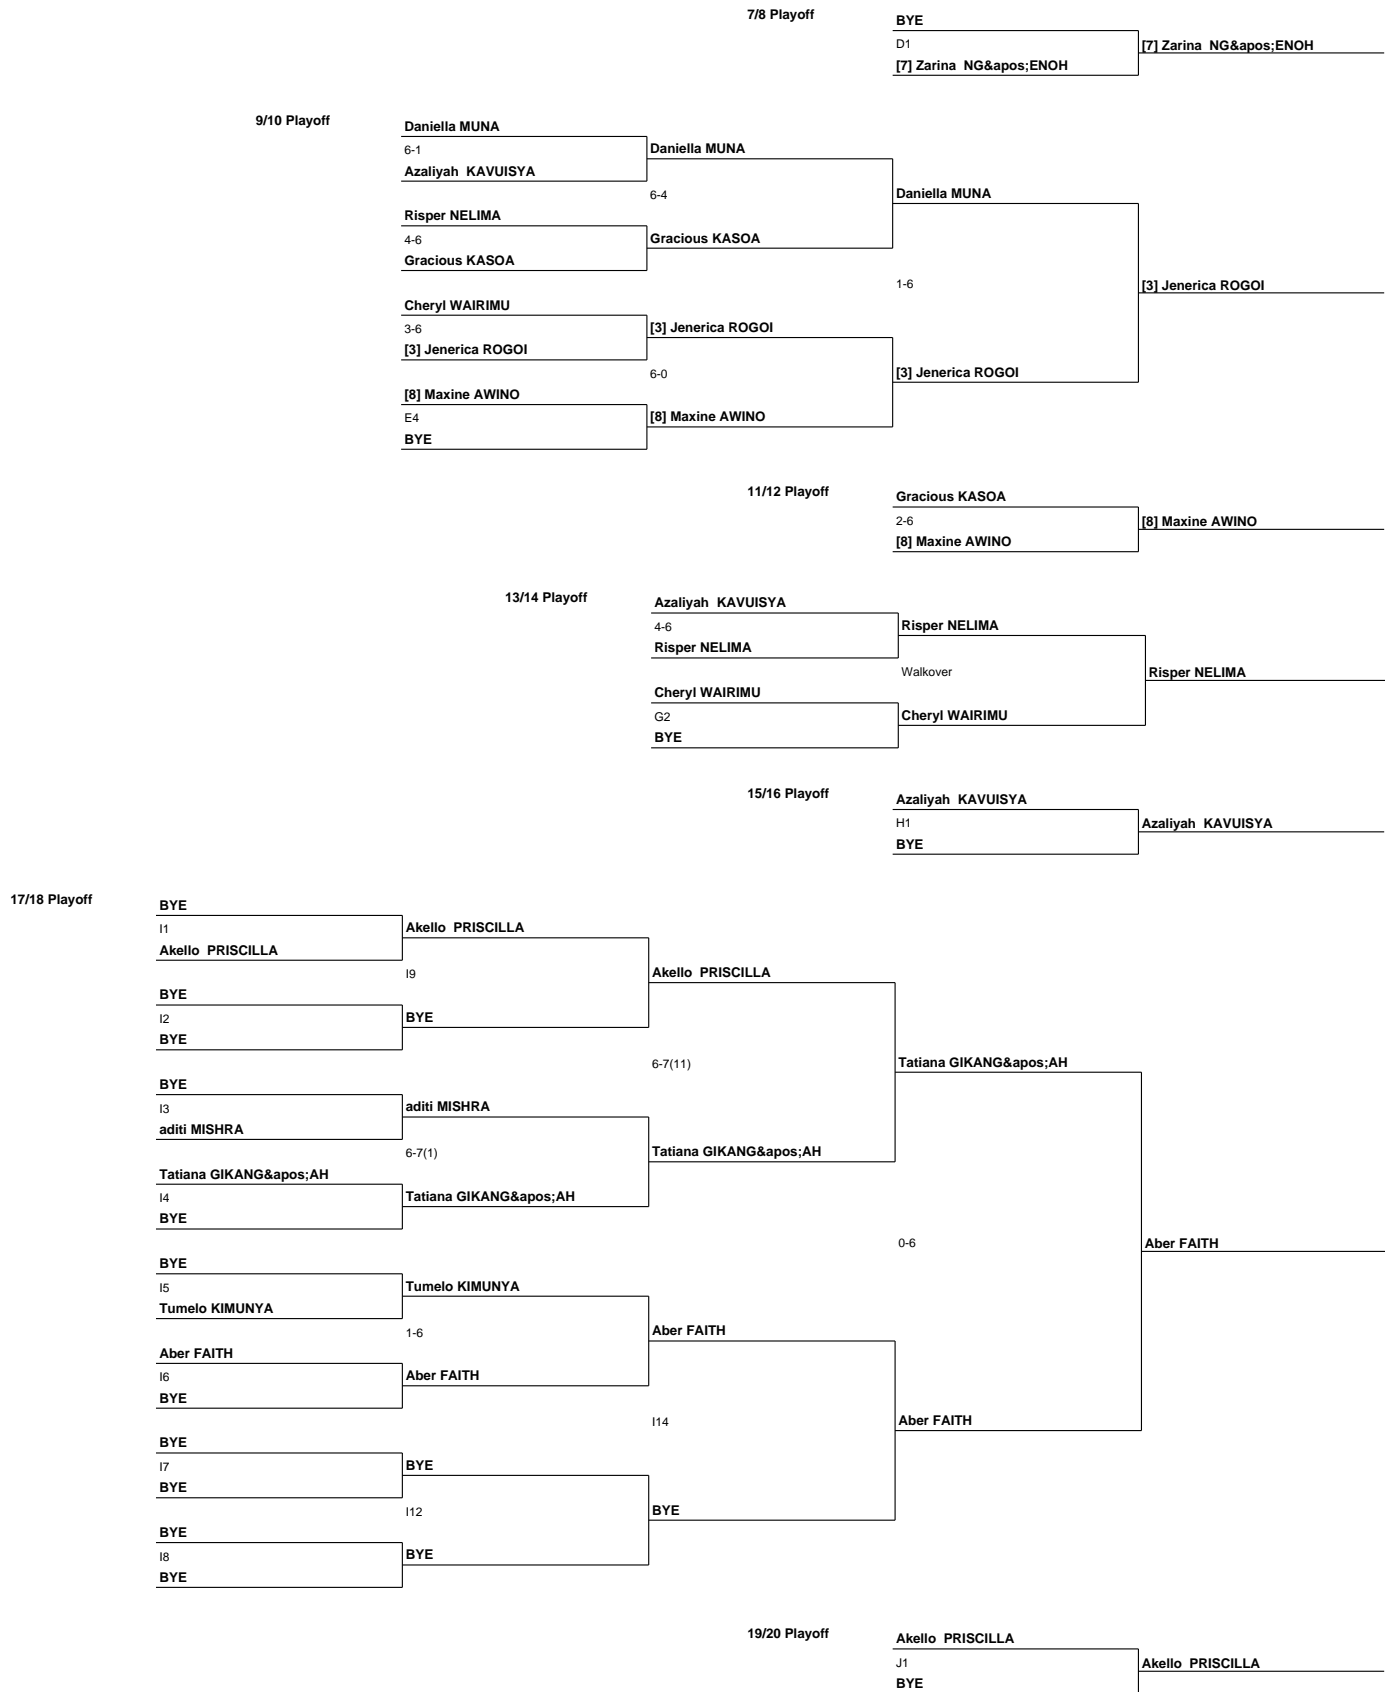 7/8 Playoff
BYE
D1
[7] Zarina  NG&apos;ENOH
[7] Zarina  NG&apos;ENOH
9/10 Playoff
Daniella MUNA
6-1
Azaliyah  KAVUISYA
Daniella MUNA
6-4
Risper NELIMA
4-6
Gracious KASOA
Gracious KASOA
Daniella MUNA
1-6
Cheryl WAIRIMU
3-6
[3] Jenerica ROGOI
[3] Jenerica ROGOI
6-0
[8] Maxine AWINO
E4
BYE
[8] Maxine AWINO
[3] Jenerica ROGOI
[3] Jenerica ROGOI
11/12 Playoff
Gracious KASOA
2-6
[8] Maxine AWINO
[8] Maxine AWINO
13/14 Playoff
Azaliyah  KAVUISYA
4-6
Risper NELIMA
Risper NELIMA
Walkover
Cheryl WAIRIMU
G2
BYE
Cheryl WAIRIMU
Risper NELIMA
15/16 Playoff
Azaliyah  KAVUISYA
H1
BYE
Azaliyah  KAVUISYA
17/18 Playoff
BYE
I1
Akello  PRISCILLA
Akello  PRISCILLA
I9
BYE
I2
BYE
BYE
Akello  PRISCILLA
6-7(11)
BYE
I3
aditi MISHRA
aditi MISHRA
6-7(1)
Tatiana GIKANG&apos;AH
I4
BYE
Tatiana GIKANG&apos;AH
Tatiana GIKANG&apos;AH
Tatiana GIKANG&apos;AH
0-6
BYE
I5
Tumelo KIMUNYA
Tumelo KIMUNYA
1-6
Aber FAITH
I6
BYE
Aber FAITH
Aber FAITH
I14
BYE
I7
BYE
BYE
I12
BYE
I8
BYE
BYE
BYE
Aber FAITH
Aber FAITH
19/20 Playoff
Akello  PRISCILLA
J1
BYE
Akello  PRISCILLA